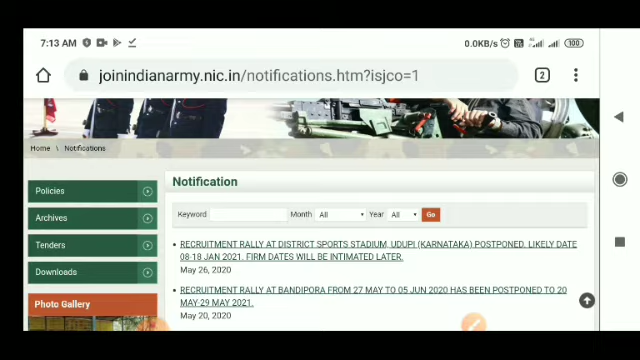 7:13 AM
0.0KB/s
4G
100
joinindianarmy.nic.in/notifications.htm?isjco=1
2
Home \ Notifications
Policies
Archives
Tenders
Downloads
Photo Gallery
Notification
Keyword Month All Year All Go
RECRUITMENT RALLY AT DISTRICT SPORTS STADIUM, UDUPI (KARNATAKA) POSTPONED. LIKELY DATE
08-18 JAN 2021. FIRM DATES WILL BE INTIMATED LATER.
May 26, 2020
RECRUITMENT RALLY AT BANDIPORA FROM 27 MAY TO 05 JUN 2020 HAS BEEN POSTPONED TO 20
MAY-29 MAY 2021.
May 20, 2020